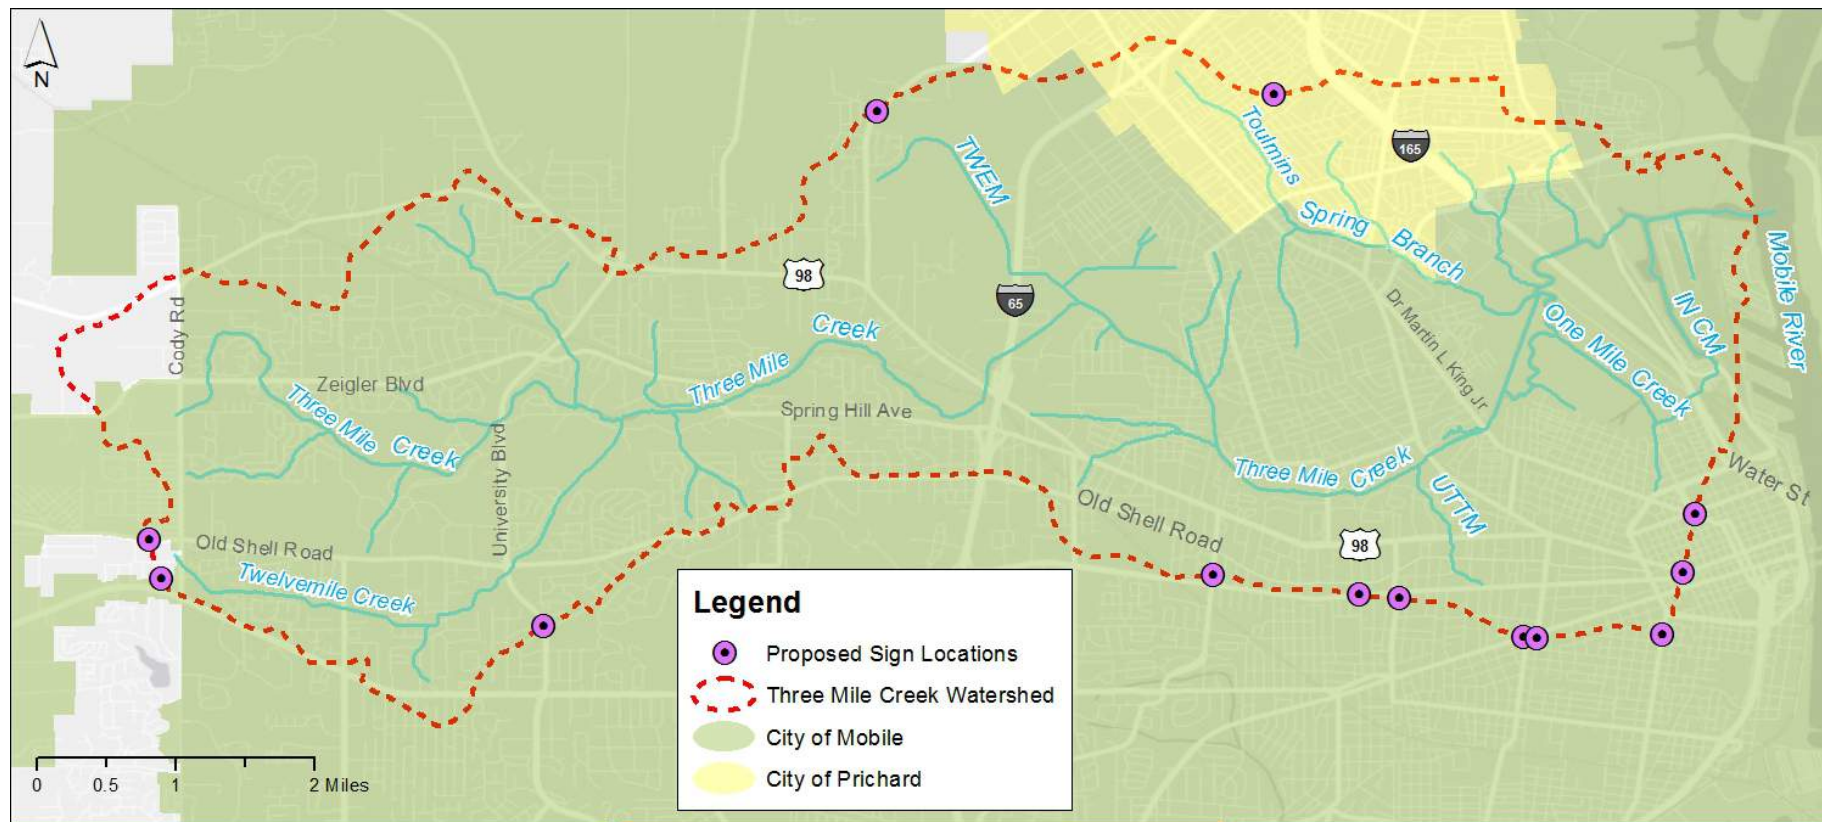 N
TWEM
Toulmins
165
Spring Branch
Mobile River
98
65
IN CM
Cody Rd
Creek
Three Mile
Dr Martin L King Jr
One Mile Creek
Zeigler Blvd
Three Mile Creek
Spring Hill Ave
University Blvd
Three Mile Creek
Water St
UTTM
Old Shell Road
Old Shell Road
98
Twelvemile Creek
Legend
Proposed Sign Locations
Three Mile Creek Watershed
City of Mobile
City of Prichard
0 0.5 1 2 Miles